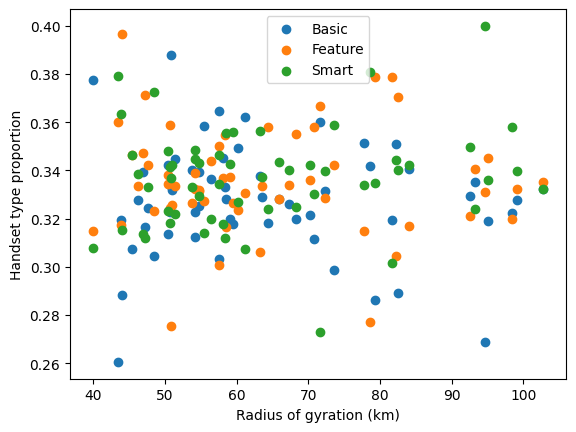 Basic
Feature
Smart
Handset type proportion
0.40
0.38
0.36
0.34
0.32
0.30
0.28
0.26
40 50 60 70 80 90 100
Radius of gyration (km)